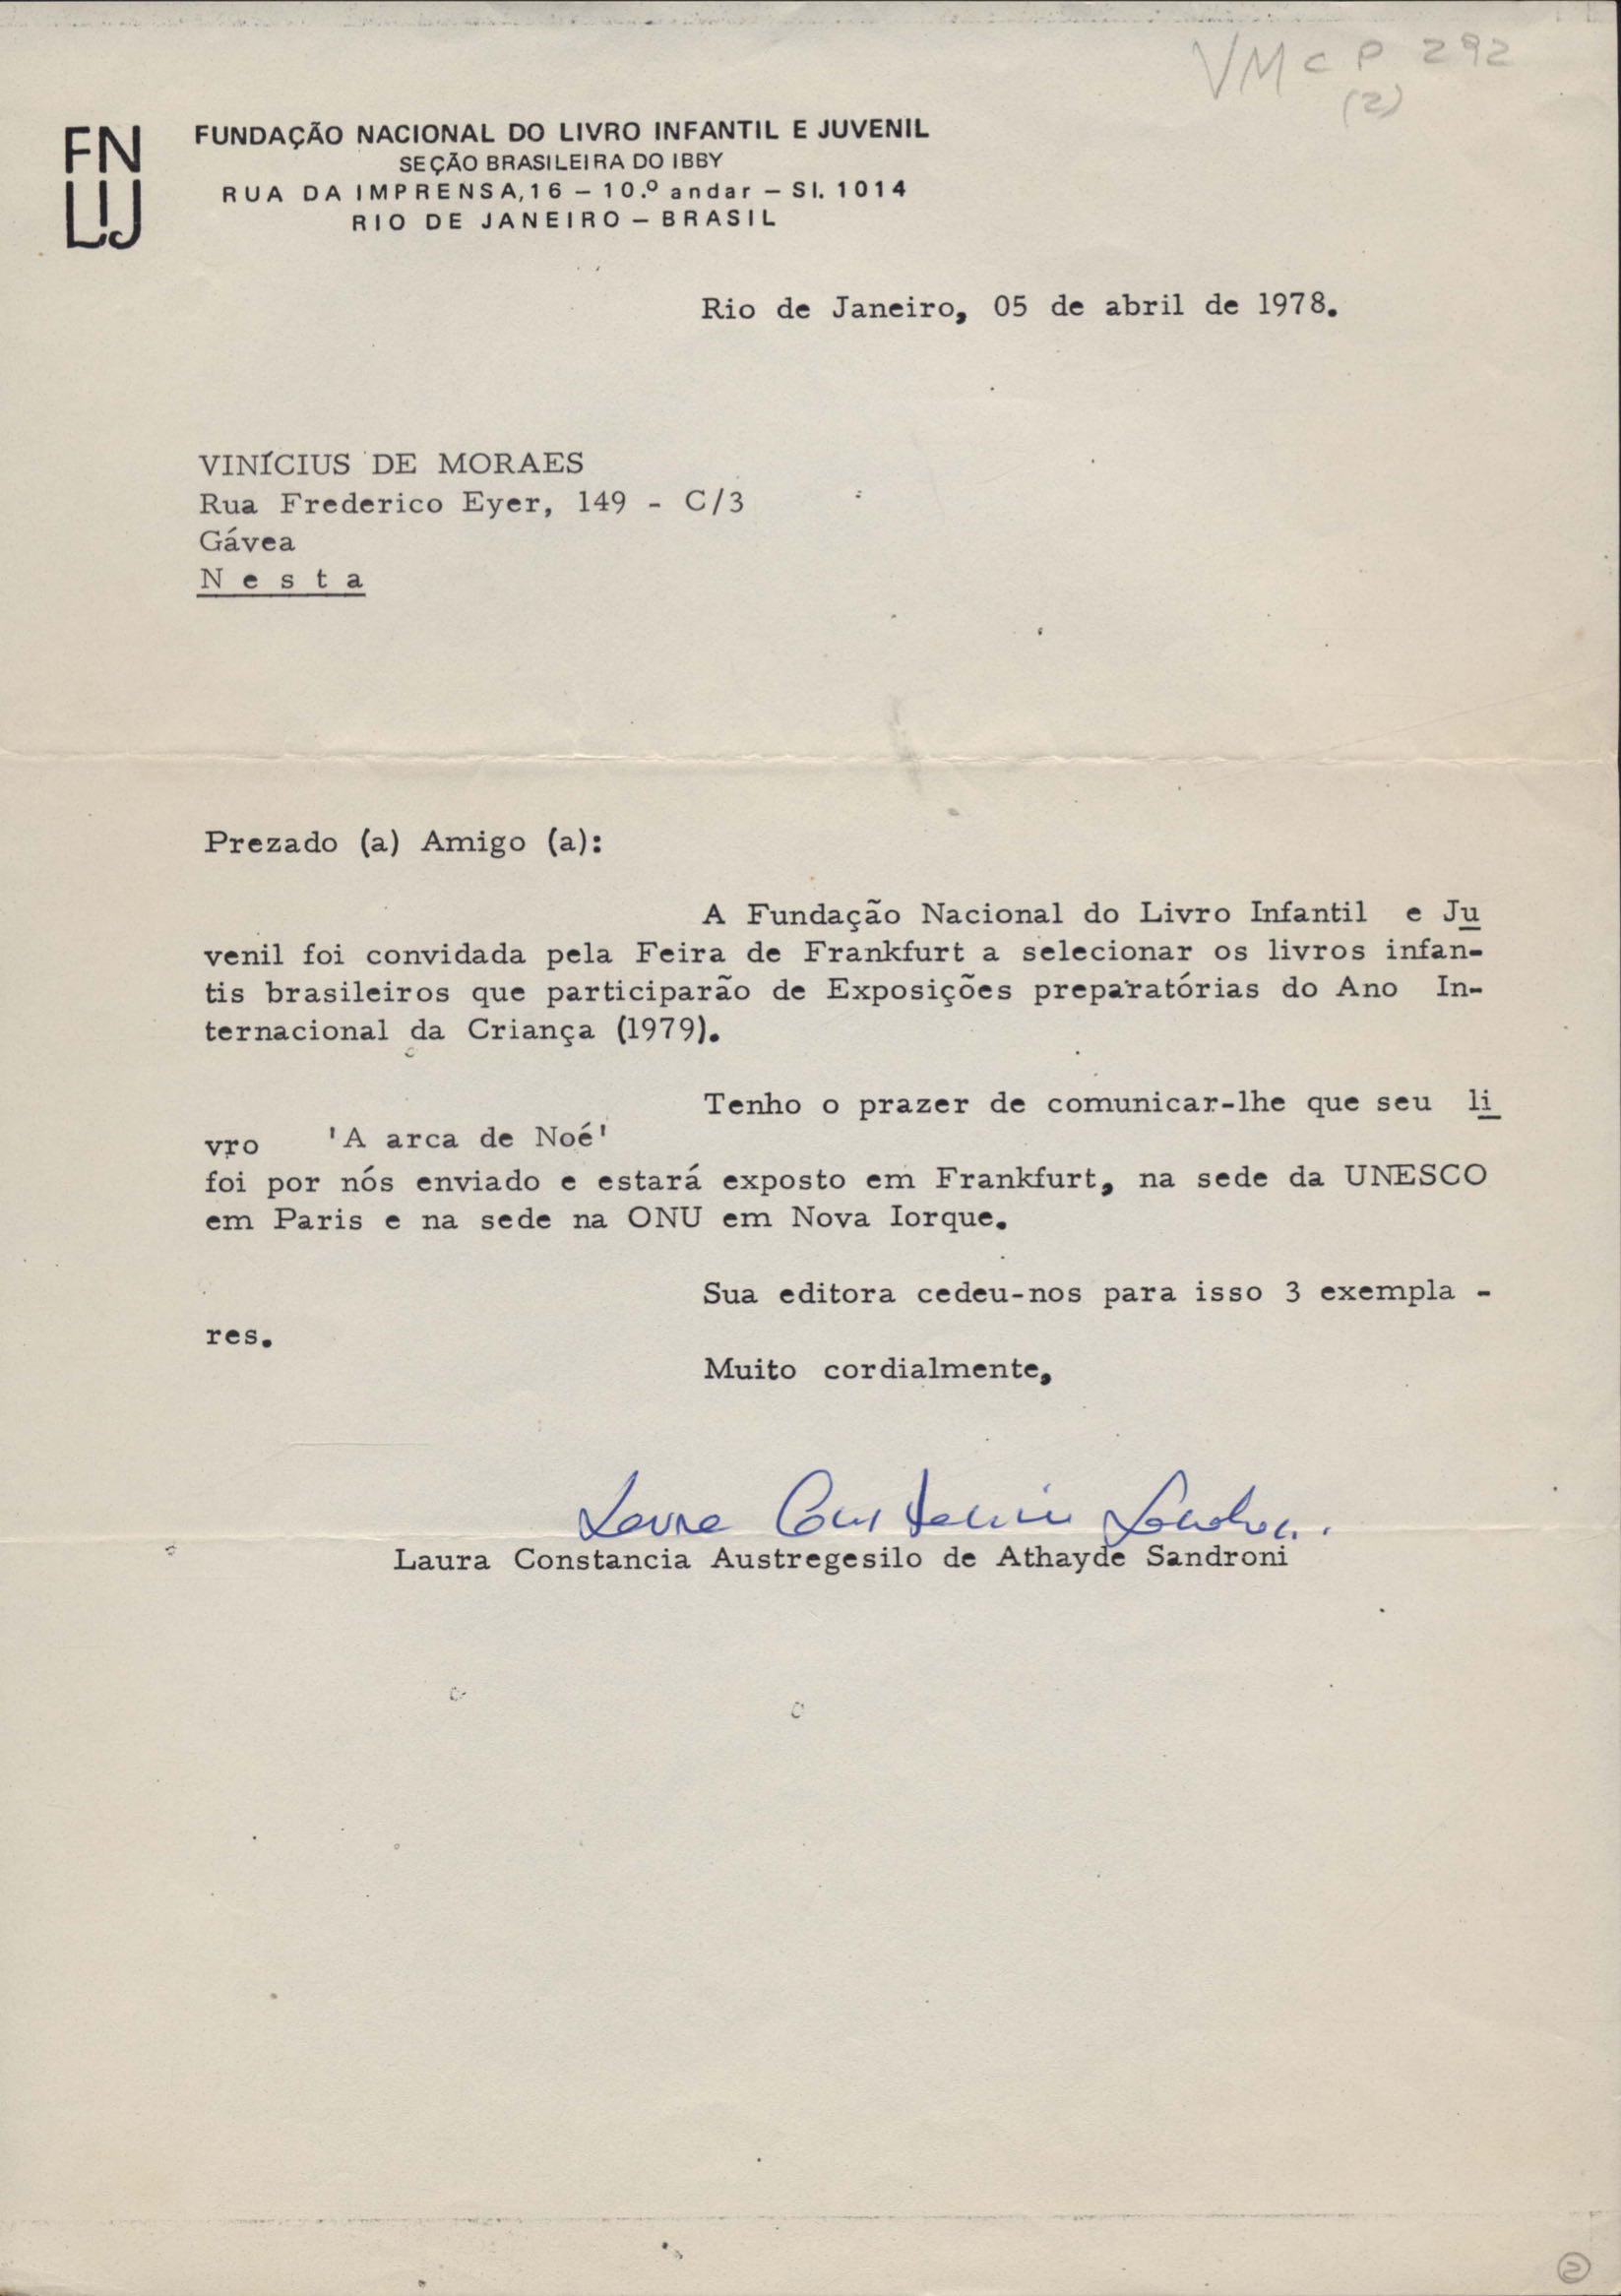 VMCP 292
(2)
FN
LIJ
FUNDAÇÃO NACIONAL DO LIVRO INFANTIL E JUVENIL
SEÇÃO BRASILEIRA DO IBBY
RUA DA IMPRENSA, 16 – 10.º andar – Sl. 1014
RIO DE JANEIRO – BRASIL
Rio de Janeiro, 05 de abril de 1978.
VINÍCIUS DE MORAES
Rua Frederico Eyer, 149 - C/3
Gávea
N e s t a
Prezado (a) Amigo (a):
A Fundação Nacional do Livro Infantil e Ju
venil foi convidada pela Feira de Frankfurt a selecionar os livros infan-
tis brasileiros que participarão de Exposições preparatórias do Ano In-
ternacional da Criança (1979).
Tenho o prazer de comunicar-lhe que seu li
vro 'A arca de Noé'
foi por nós enviado e estará exposto em Frankfurt, na sede da UNESCO
em Paris e na sede na ONU em Nova Iorque.
Sua editora cedeu-nos para isso 3 exempla -
res.
Muito cordialmente,
Laura Constancia Sandroni
Laura Constancia Austregesilo de Athayde Sandroni
2